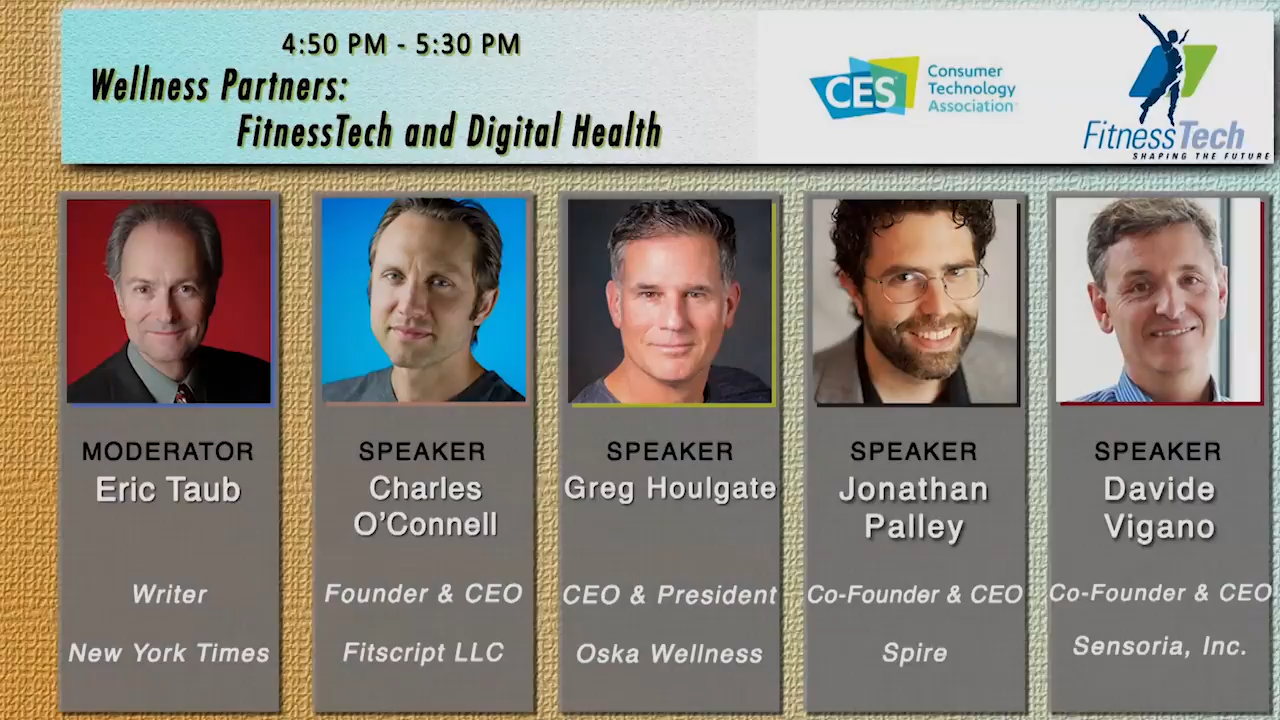 4:50 PM - 5:30 PM
Wellness Partners:
FitnessTech and Digital Health
CES
Consumer
Technology
Association
FitnessTech
SHAPING THE FUTURE
MODERATOR
Eric Taub
Writer
New York Times
SPEAKER
Charles
O'Connell
Founder & CEO
Fitscript LLC
SPEAKER
Greg Houlgate
CEO & President
Oska Wellness
SPEAKER
Jonathan
Palley
Co-Founder & CEO
Spire
SPEAKER
Davide
Vigano
Co-Founder & CEO
Sensoria, Inc.